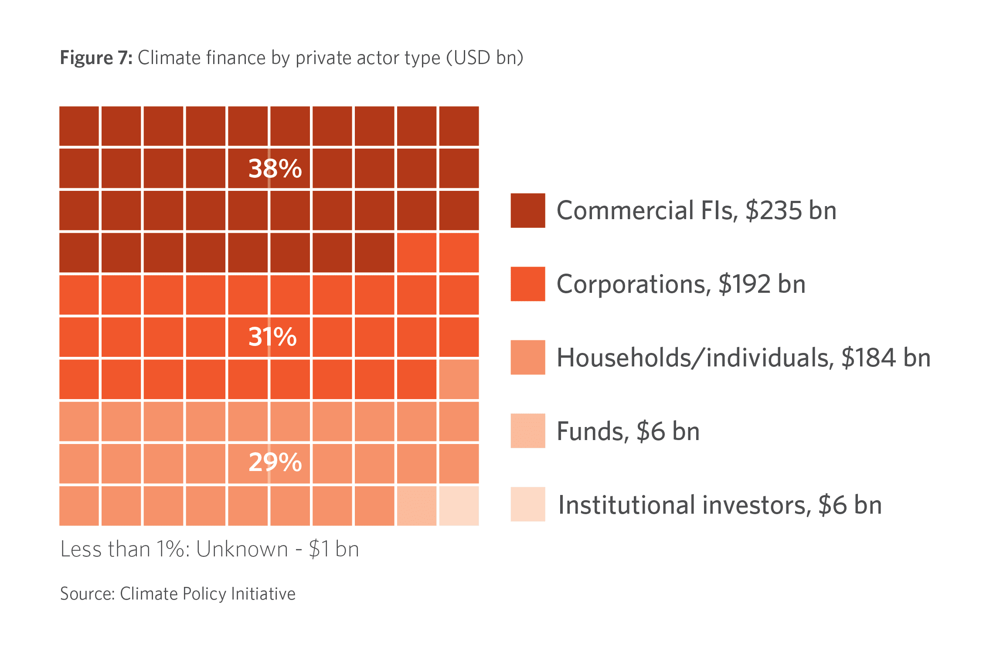 Figure 7: Climate finance by private actor type (USD bn)
38%
Commercial FIs, $235 bn
Corporations, $192 bn
31%
Households/individuals, $184 bn
Funds, $6 bn
29%
Institutional investors, $6 bn
Less than 1%: Unknown - $1 bn
Source: Climate Policy Initiative